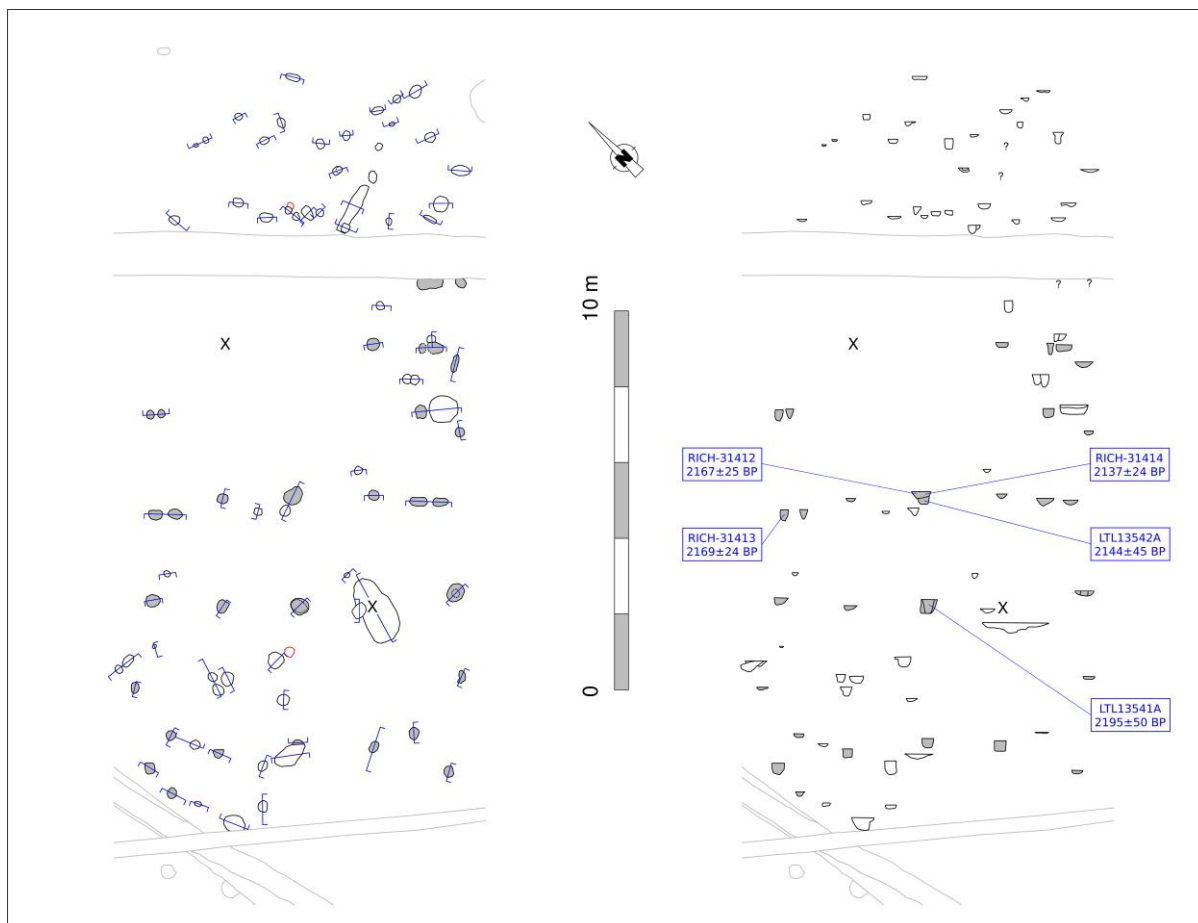 N
?
?
10 m
?
?
X
X
RICH-31412
2167±25 BP
RICH-31414
2137±24 BP
RICH-31413
2169±24 BP
LTL13542A
2144±45 BP
X
X
0
LTL13541A
2195±50 BP